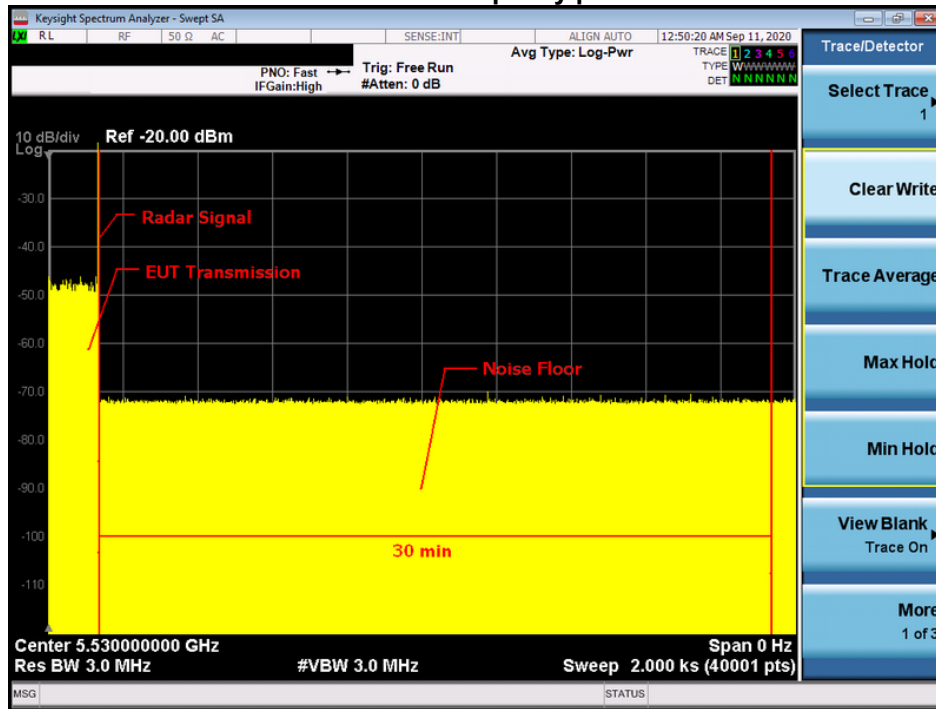 Keysight Spectrum Analyzer - Swept SA
LXI RL RF 50 Ω AC SENSE:INT ALIGN AUTO 12:50:20 AM Sep 11, 2020
Avg Type: Log-Pwr TRACE 1 2 3 4 5 6
PNO: Fast Trig: Free Run TYPE WWWWWW
IFGain:High #Atten: 0 dB DET N N N N N N
10 dB/div Ref -20.00 dBm
Log
-30.0
Radar Signal
-40.0
EUT Transmission
-50.0
-60.0
Noise Floor
-70.0
-80.0
-90.0
-100
30 min
-110
Center 5.530000000 GHz Span 0 Hz
Res BW 3.0 MHz #VBW 3.0 MHz Sweep 2.000 ks (40001 pts)
MSG STATUS
Trace/Detector
Select Trace
1
Clear Write
Trace Average
Max Hold
Min Hold
View Blank
Trace On
More
1 of 3